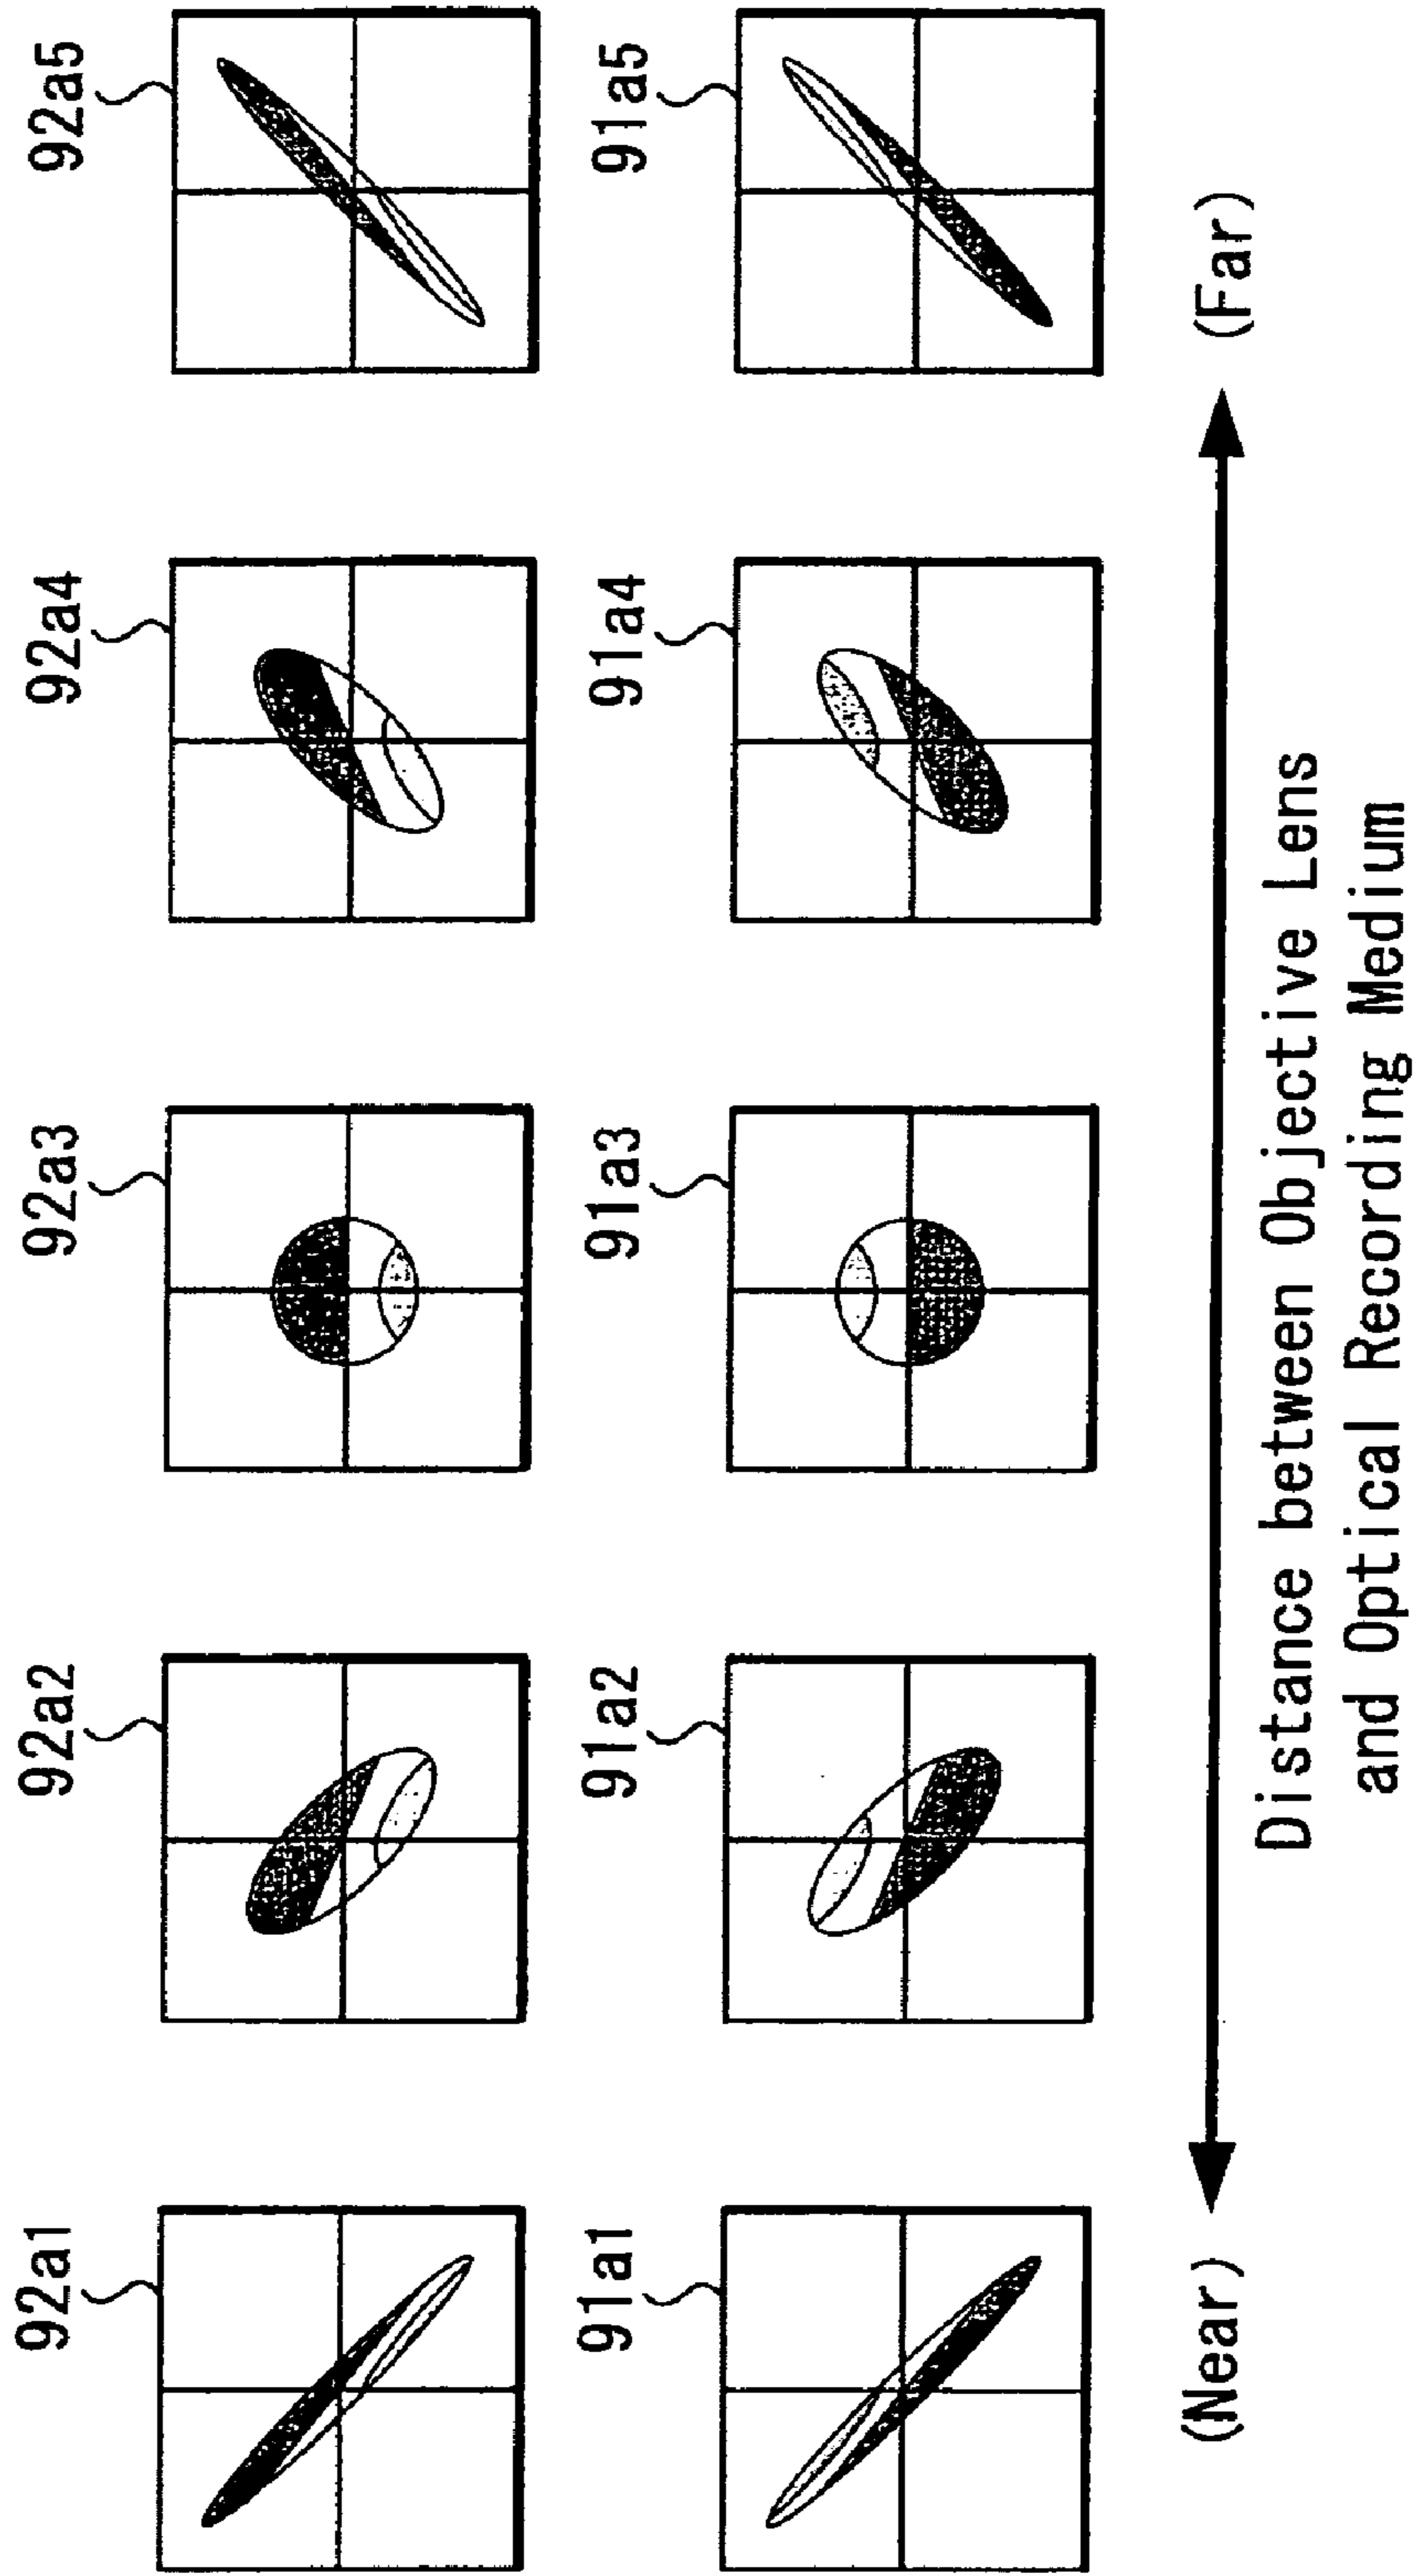 92a1
92a2
92a3
92a4
92a5
91a1
91a2
91a3
91a4
91a5
(Near)
(Far)
Distance between Objective Lens
and Optical Recording Medium